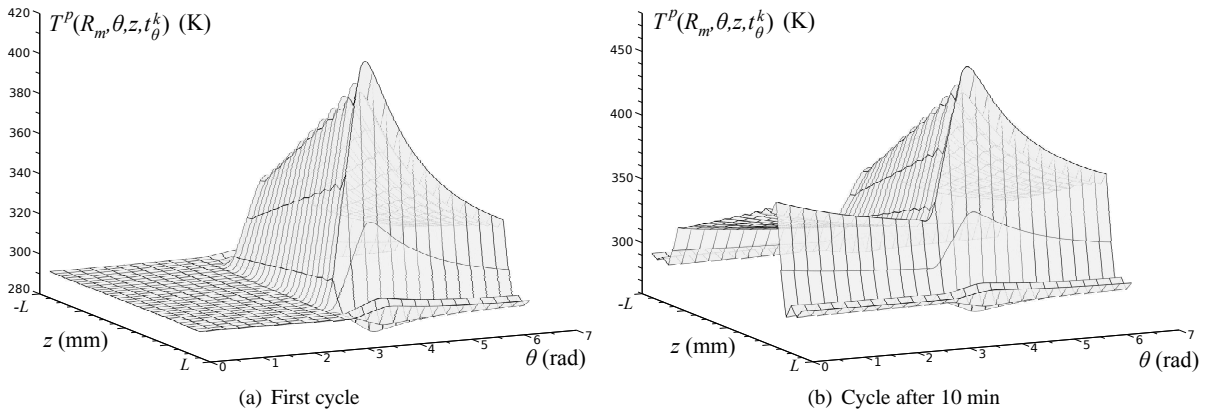 T^p(R_m,θ,z,t_θ^k) (K)
420
400
380
360
340
320
300
280
-L
z (mm)
L
0
1
2
3
4
5
6
7
θ (rad)
(a) First cycle
T^p(R_m,θ,z,t_θ^k) (K)
450
400
350
300
-L
z (mm)
L
0
1
2
3
4
5
6
7
θ (rad)
(b) Cycle after 10 min